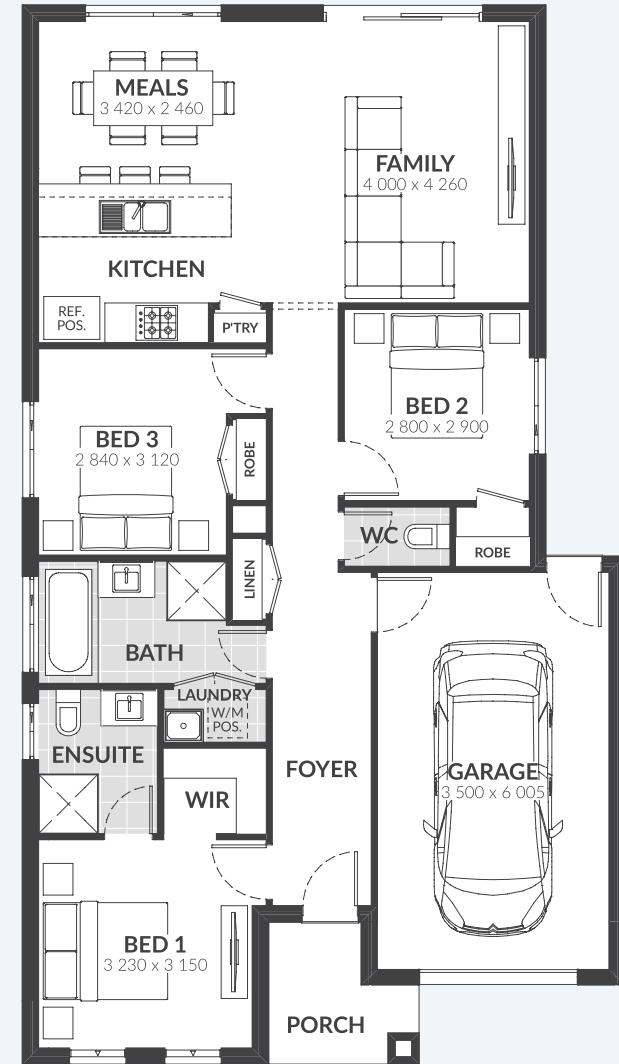 MEALS
3 420 x 2 460
FAMILY
4 000 x 4 260
KITCHEN
REF.
POS.
P'TRY
BED 2
2 800 x 2 900
BED 3
2 840 x 3 120
ROBE
WC
ROBE
LINEN
BATH
LAUNDRY
W/M
POS.
ENSUITE
FOYER
GARAGE
3 500 x 6 005
WIR
BED 1
3 230 x 3 150
PORCH